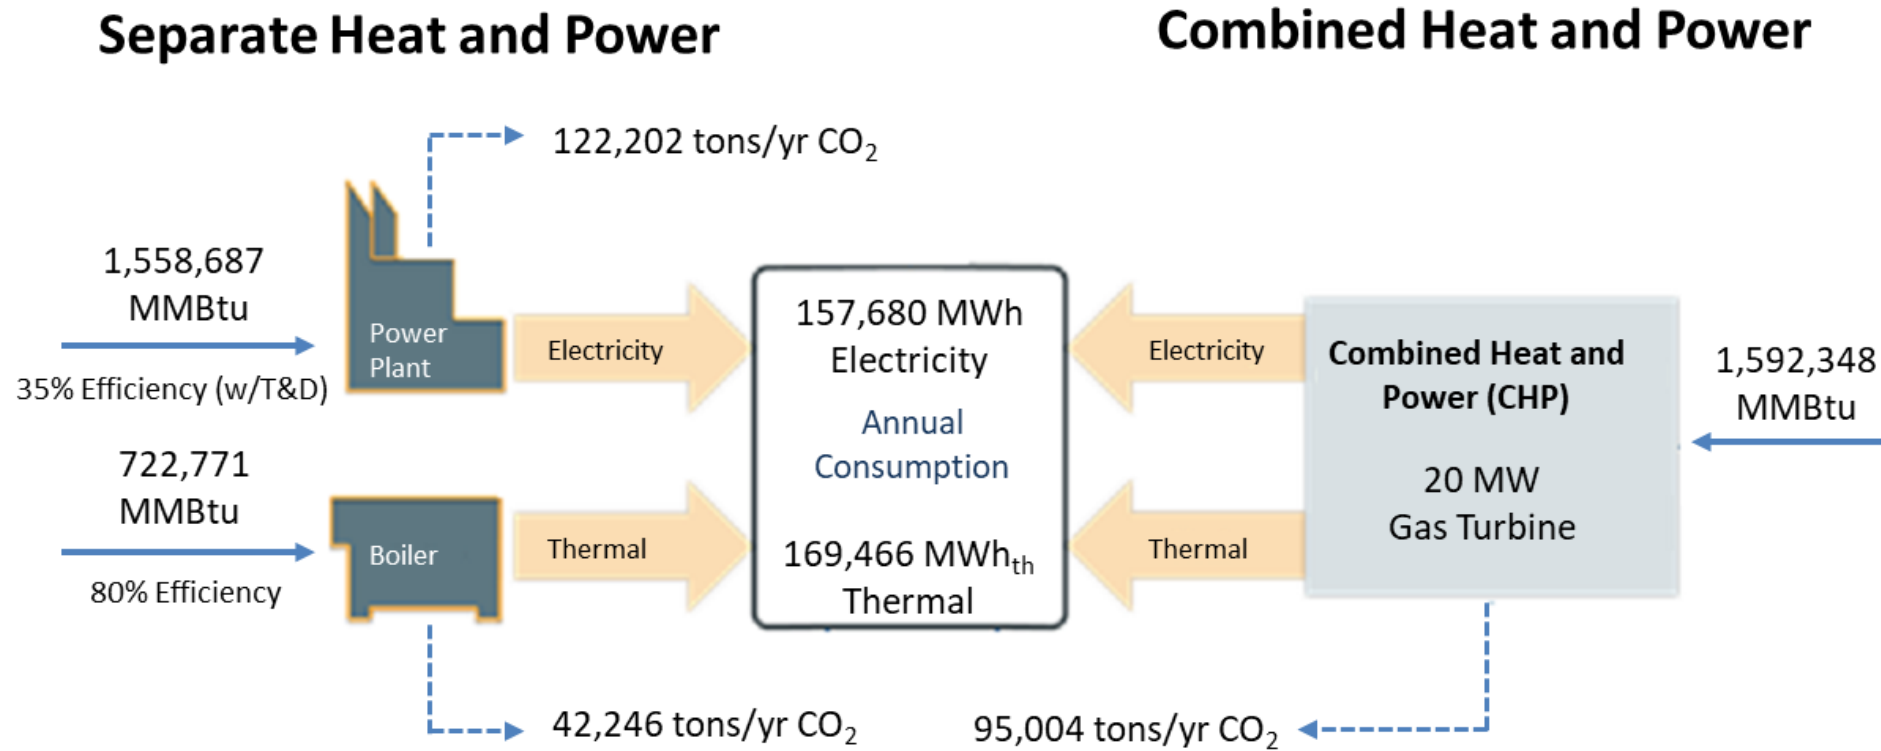 Separate Heat and Power
Combined Heat and Power
122,202 tons/yr CO₂
1,558,687
MMBtu
35% Efficiency (w/T&D)
Power
Plant
Electricity
722,771
MMBtu
80% Efficiency
Boiler
Thermal
42,246 tons/yr CO₂
157,680 MWh
Electricity
Annual
Consumption
169,466 MWhₜₕ
Thermal
Electricity
Thermal
Combined Heat and
Power (CHP)
20 MW
Gas Turbine
1,592,348
MMBtu
95,004 tons/yr CO₂